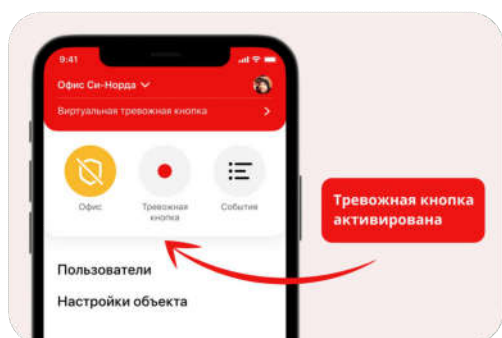 9:41
Офис Си-Норда
Виртуальная тревожная кнопка
Офис
Тревожная
кнопка
События
Тревожная кнопка
активирована
Пользователи
Настройки объекта